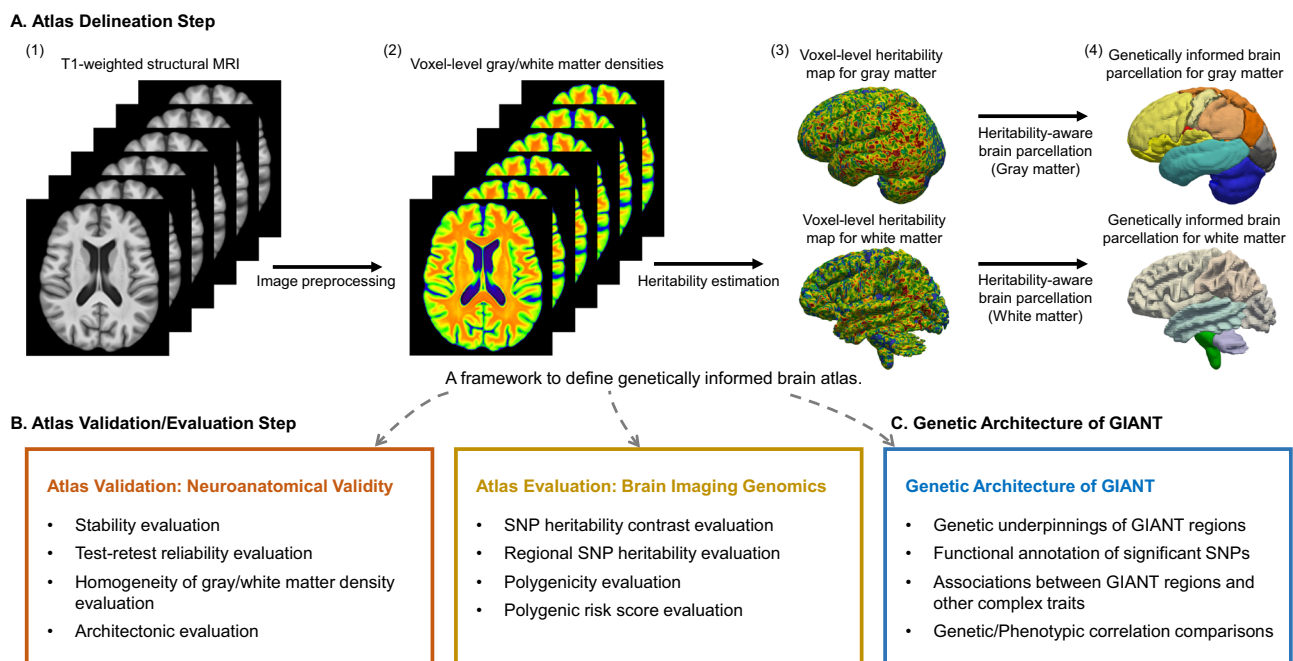 A. Atlas Delineation Step
(1)
T1-weighted structural MRI
(2)
Voxel-level gray/white matter densities
(3)
Voxel-level heritability
map for gray matter
(4)
Genetically informed brain
parcellation for gray matter
Heritability-aware
brain parcellation
(Gray matter)
Image preprocessing
Heritability estimation
Voxel-level heritability
map for white matter
Genetically informed brain
parcellation for white matter
Heritability-aware
brain parcellation
(White matter)
A framework to define genetically informed brain atlas.
B. Atlas Validation/Evaluation Step
Atlas Validation: Neuroanatomical Validity
• Stability evaluation
• Test-retest reliability evaluation
• Homogeneity of gray/white matter density
evaluation
• Architectonic evaluation
Atlas Evaluation: Brain Imaging Genomics
• SNP heritability contrast evaluation
• Regional SNP heritability evaluation
• Polygenicity evaluation
• Polygenic risk score evaluation
C. Genetic Architecture of GIANT
Genetic Architecture of GIANT
• Genetic underpinnings of GIANT regions
• Functional annotation of significant SNPs
• Associations between GIANT regions and
other complex traits
• Genetic/Phenotypic correlation comparisons